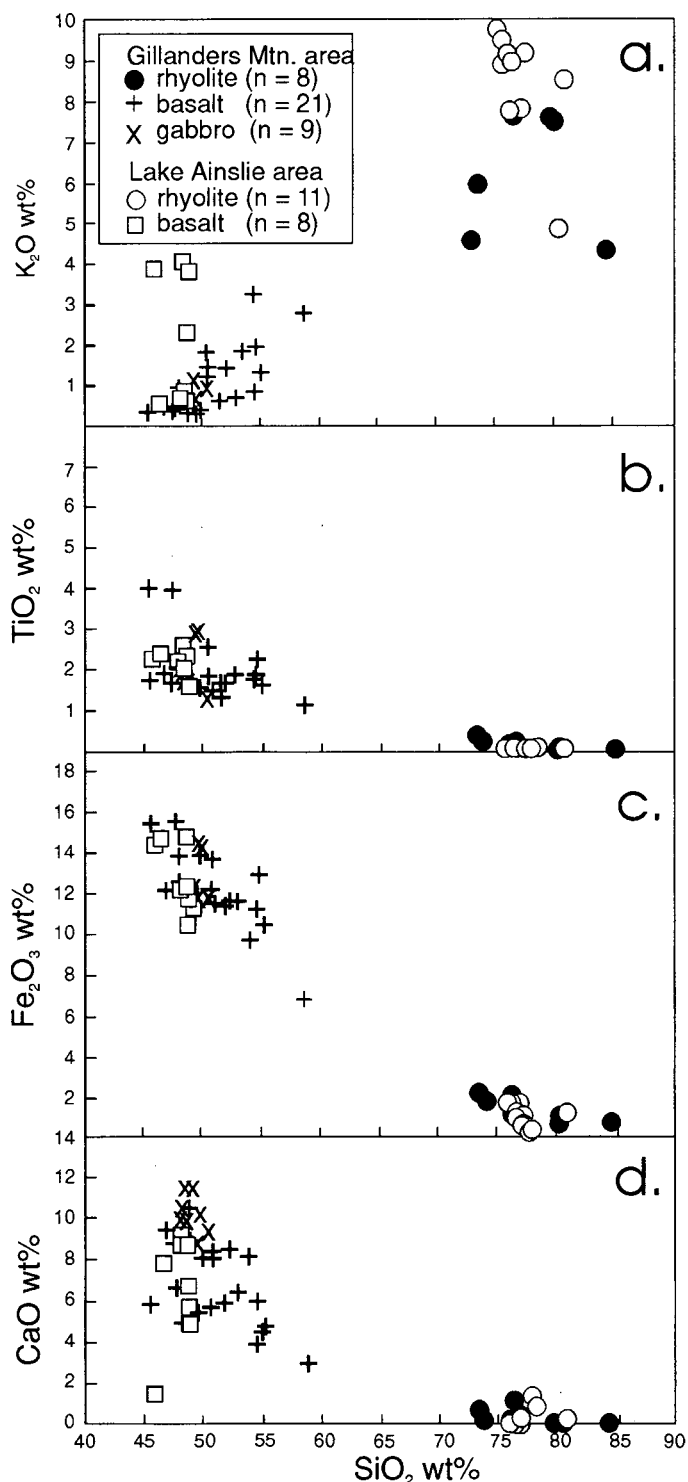 a.
Gillanders Mtn. area
rhyolite (n = 8)
basalt (n = 21)
gabbro (n = 9)
Lake Ainslie area
rhyolite (n = 11)
basalt (n = 8)
10
9
8
7
6
5
4
3
2
1
K₂O wt%
b.
7
6
5
4
3
2
1
TiO₂ wt%
c.
18
16
14
12
10
8
6
4
2
Fe₂O₃ wt%
d.
14
12
10
8
6
4
2
0
CaO wt%
40 45 50 55 60 65 70 75 80 85 90
SiO₂ wt%